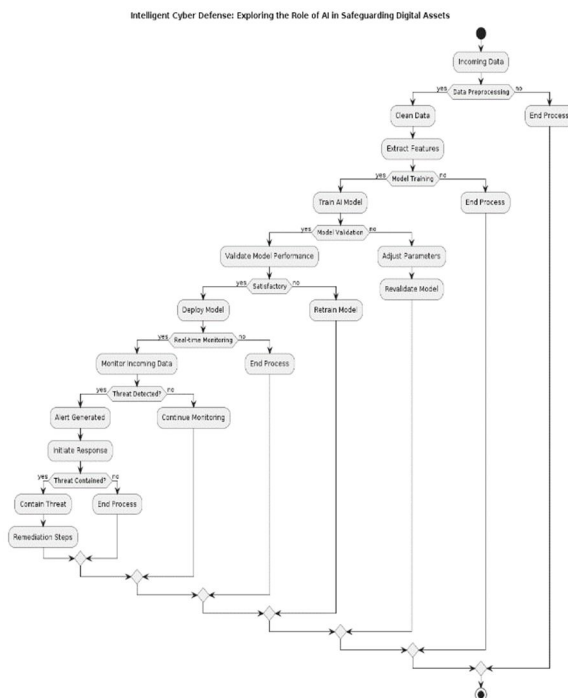 Intelligent Cyber Defense: Exploring the Role of AI in Safeguarding Digital Assets
Incoming Data
yes Data Preprocessing no
Clean Data
End Process
Extract Features
yes Model Training no
Train AI Model
End Process
yes Model Validation no
Validate Model Performance
Adjust Parameters
yes Satisfactory no
Revalidate Model
Deploy Model
Retrain Model
yes Real-time Monitoring no
Monitor Incoming Data
End Process
yes Threat Detected? no
Alert Generated
Continue Monitoring
Initiate Response
yes Threat Contained? no
Contain Threat
End Process
Remediation Steps